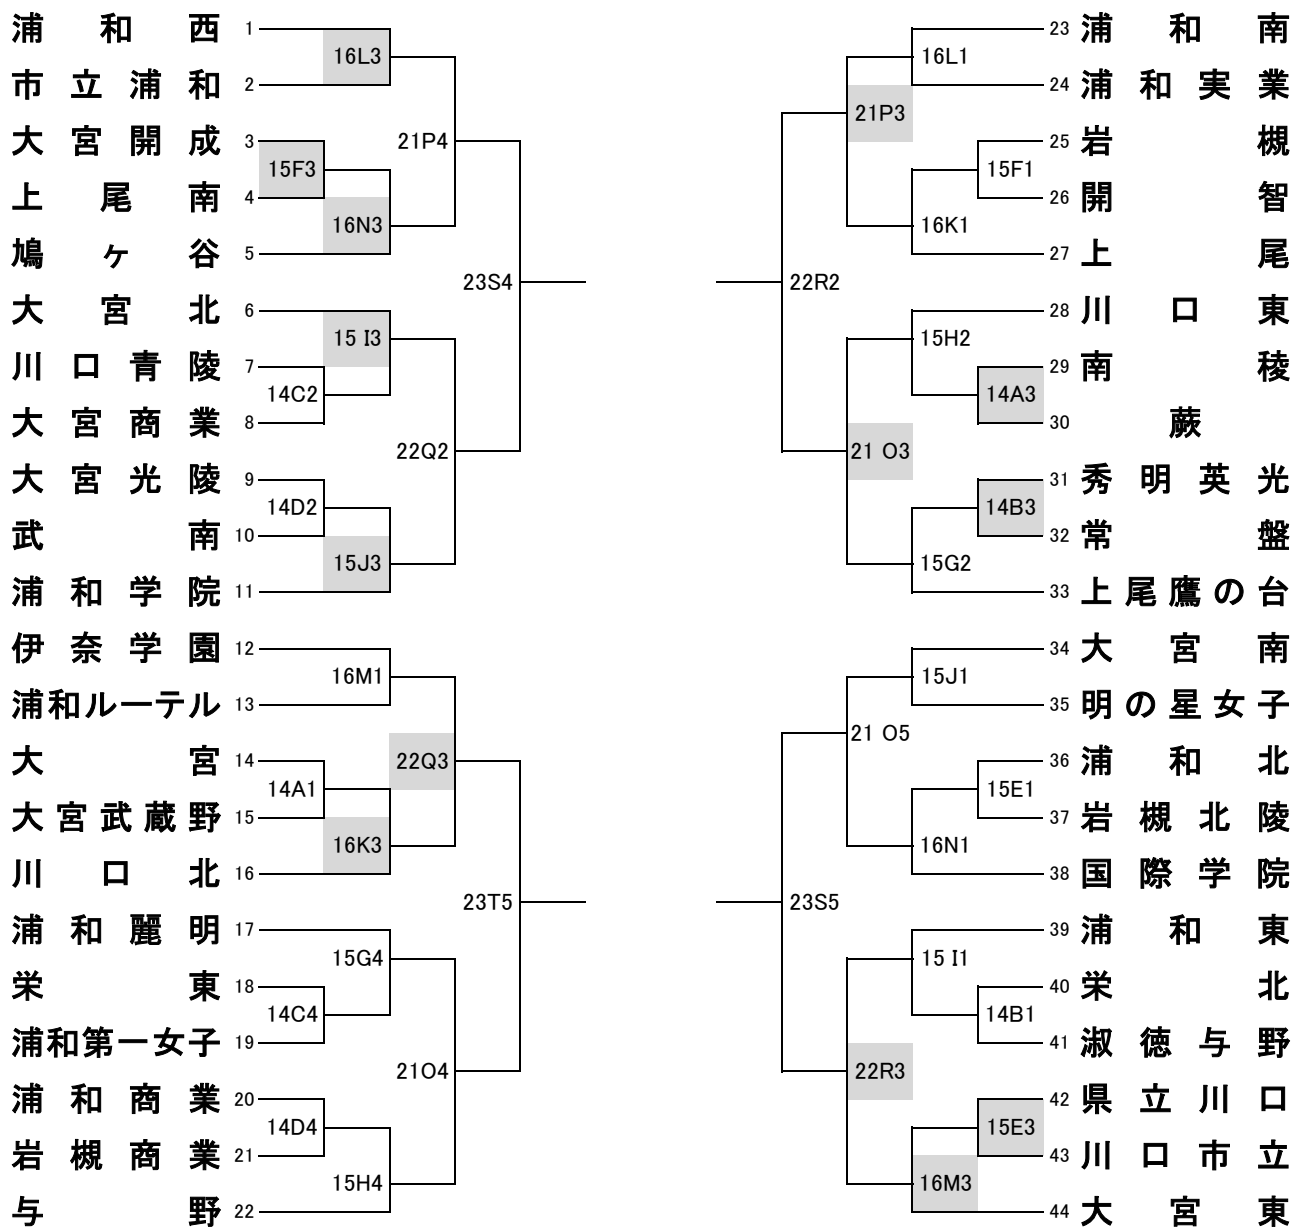 浦和西 1
16L3
市立浦和 2
大宮開成 3
21P4
15F3
上尾南 4
16N3
鳩ヶ谷 5
23S4
大宮北 6
15 I3
川口青陵 7
14C2
大宮商業 8
22Q2
大宮光陵 9
14D2
武南 10
15J3
浦和学院 11
伊奈学園 12
16M1
浦和ルーテル 13
大宮 14
22Q3
14A1
大宮武蔵野 15
16K3
川口北 16
23T5
浦和麗明 17
15G4
栄東 18
14C4
浦和第一女子 19
21O4
浦和商業 20
14D4
岩槻商業 21
15H4
与野 22
23 浦和南
16L1
24 浦和実業
21P3
25 岩槻
15F1
26 開智
16K1
27 上尾
22R2
28 川口東
15H2
29 南稜
14A3
30 蕨
21 O3
31 秀明英光
14B3
32 常盤
15G2
33 上尾鷹の台
34 大宮南
15J1
35 明の星女子
21 O5
36 浦和北
15E1
37 岩槻北陵
16N1
38 国際学院
23S5
39 浦和東
15 I1
40 栄北
14B1
41 淑徳与野
22R3
42 県立川口
15E3
43 川口市立
16M3
44 大宮東